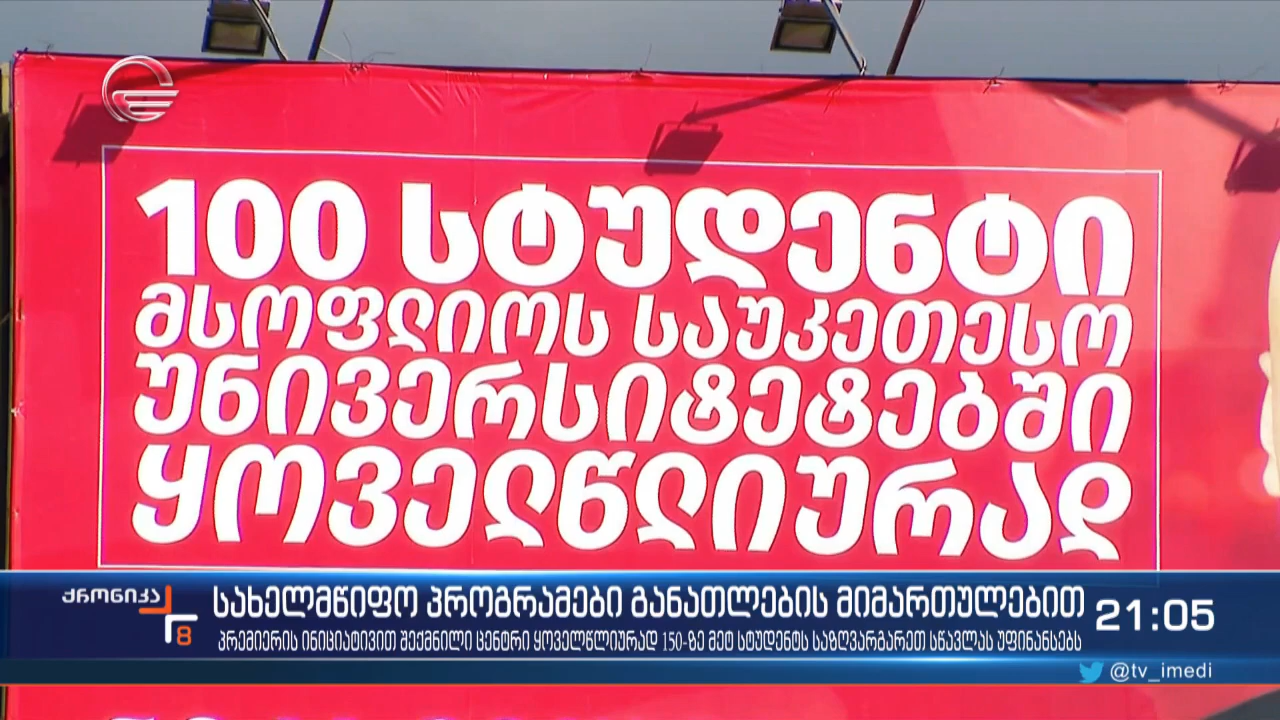 100 სტუდენტი
მსოფლიოს საუკეთესო
უნივერსიტეტებში
ყოველწლიურად
ქრონიკა
8
სახელმწიფო პროგრამები განათლების მიმართულებით
21:05
პრემიერის ინიციატივით შექმნილი ცენტრი ყოველწლიურად 150-ზე მეტ სტუდენტს საზღვარგარეთ სწავლას უფინანსებს
@tv_imedi